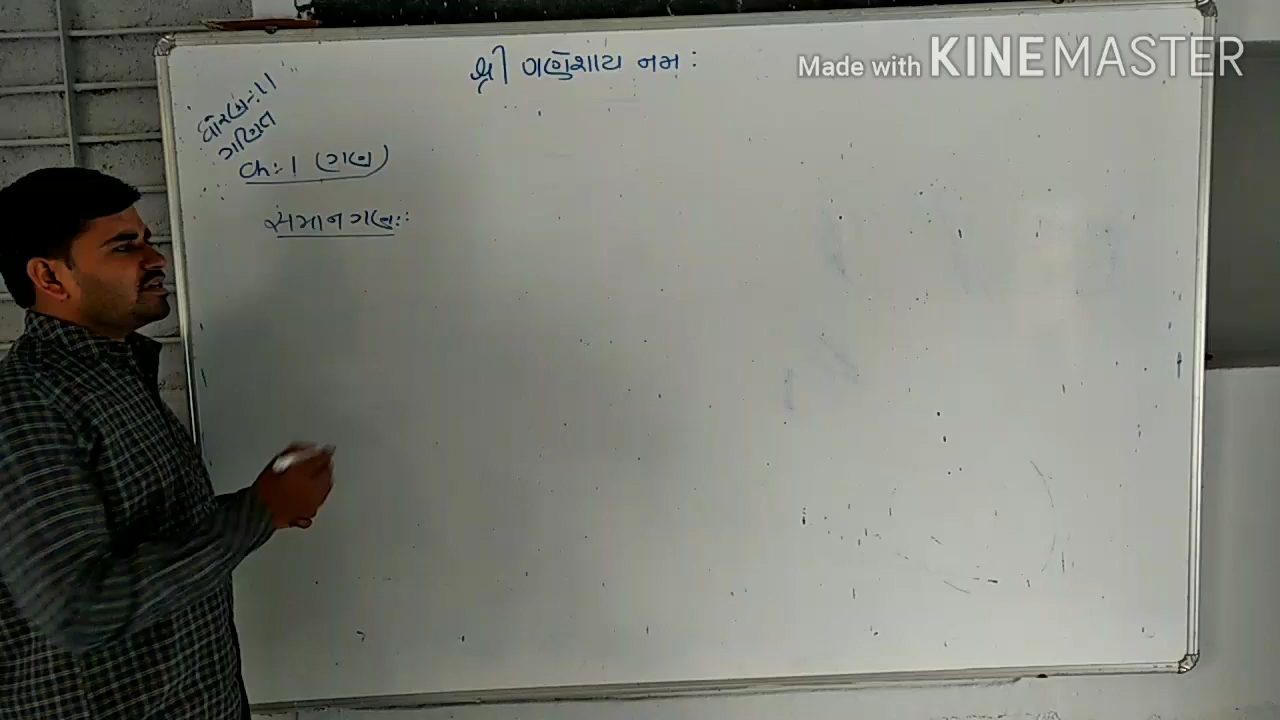 શ્રી ગણેશાય નમ :
Made with KINEMASTER
ધોરણ:-11
ગણિત
Ch:-1 (ગણ)
સમાન ગણ::